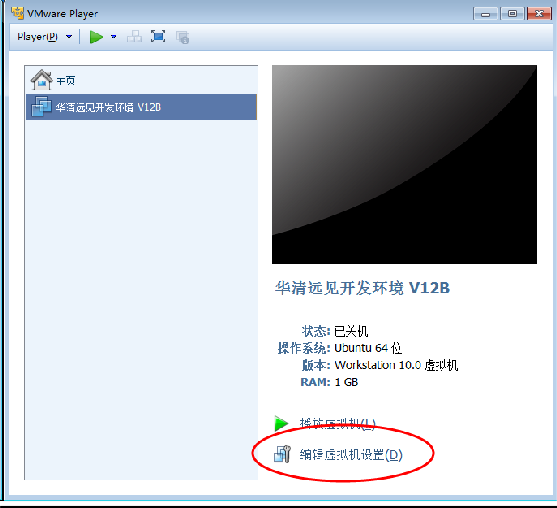 VMware Player
Player(P)
主页
华清远见开发环境 V12B
华清远见开发环境 V12B
状态: 已关机
操作系统: Ubuntu 64 位
版本: Workstation 10.0 虚拟机
RAM: 1 GB
播放虚拟机(L)
编辑虚拟机设置(D)